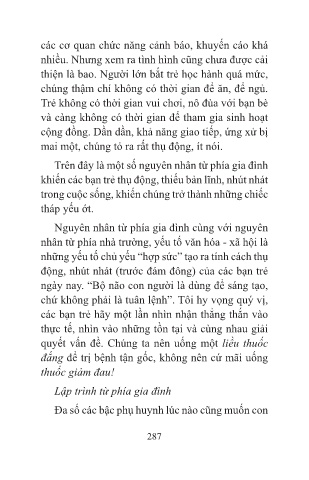 các cơ quan chức năng cảnh báo, khuyến cáo khá
nhiều. Nhưng xem ra tình hình cũng chưa được cải
thiện là bao. Người lớn bắt trẻ học hành quá mức,
chúng thậm chí không có thời gian để ăn, để ngủ.
Trẻ không có thời gian vui chơi, nô đùa với bạn bè
và càng không có thời gian để tham gia sinh hoạt
cộng đồng. Dần dần, khả năng giao tiếp, ứng xử bị
mai một, chúng tỏ ra rất thụ động, ít nói.
Trên đây là một số nguyên nhân từ phía gia đình
khiến các bạn trẻ thụ động, thiếu bản lĩnh, nhút nhát
trong cuộc sống, khiến chúng trở thành những chiếc
tháp yếu ớt.
Nguyên nhân từ phía gia đình cùng với nguyên
nhân từ phía nhà trường, yếu tố văn hóa - xã hội là
những yếu tố chủ yếu “hợp sức” tạo ra tính cách thụ
động, nhút nhát (trước đám đông) của các bạn trẻ
ngày nay. “Bộ não con người là dùng để sáng tạo,
chứ không phải là tuân lệnh”. Tôi hy vọng quý vị,
các bạn trẻ hãy một lần nhìn nhận thẳng thắn vào
thực tế, nhìn vào những tồn tại và cùng nhau giải
quyết vấn đề. Chúng ta nên uống một liều thuốc
đắng để trị bệnh tận gốc, không nên cứ mãi uống
thuốc giảm đau!
Lập trình từ phía gia đình
Đa số các bậc phụ huynh lúc nào cũng muốn con
287